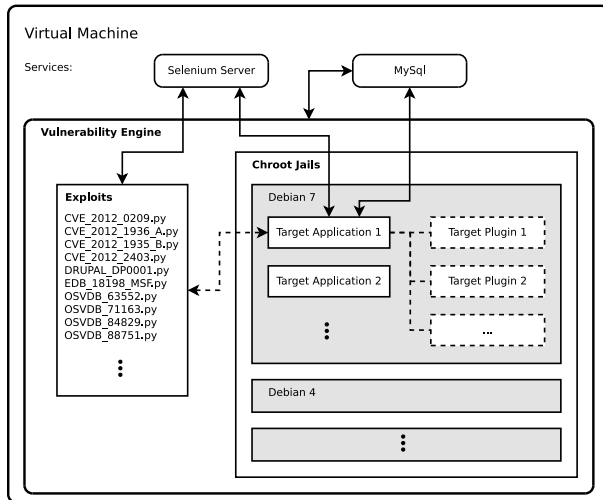 Virtual Machine
Services:
Selenium Server
MySql
Vulnerability Engine
Chroot Jails
Exploits
CVE_2012_0209.py
CVE_2012_1936_A.py
CVE_2012_1935_B.py
CVE_2012_2403.py
DRUPAL_DP0001.py
EDB_18198_MSF.py
OSVDB_63552.py
OSVDB_71163.py
OSVDB_84829.py
OSVDB_88751.py
Debian 7
Target Application 1
Target Plugin 1
Target Application 2
Target Plugin 2
...
Debian 4